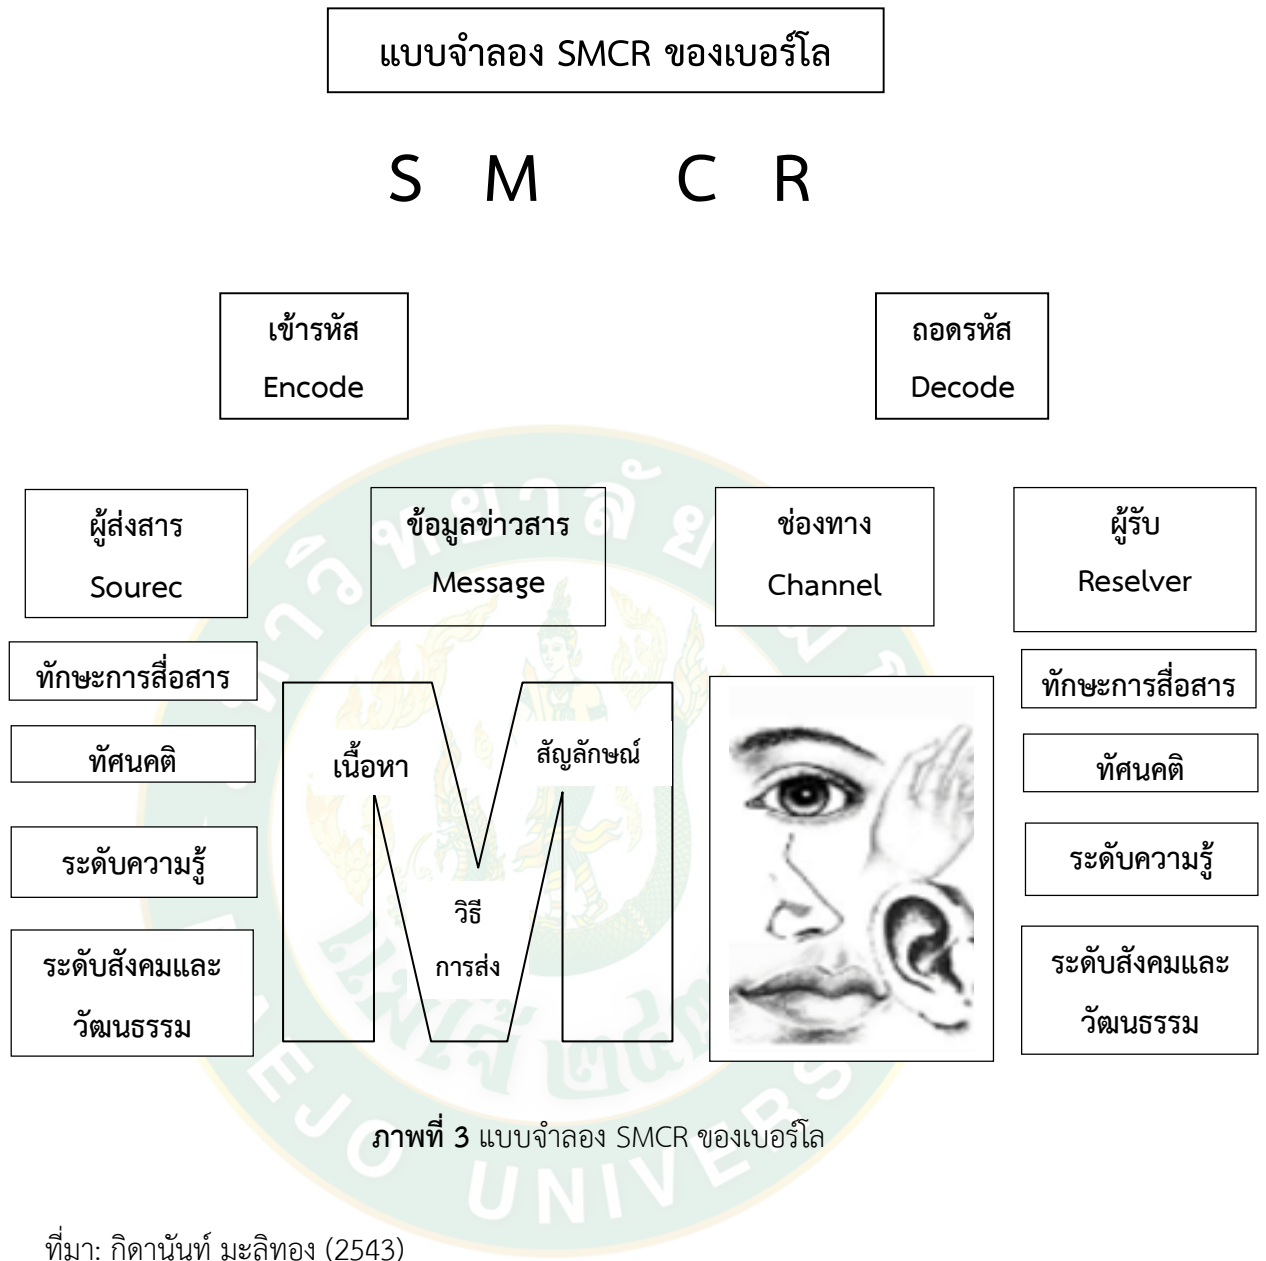 แบบจำลอง SMCR ของเบอร์โล
S M C R
เข้ารหัส
Encode
ถอดรหัส
Decode
ผู้ส่งสาร
Sourec
ข้อมูลข่าวสาร
Message
ช่องทาง
Channel
ผู้รับ
Reselver
ทักษะการสื่อสาร
ทัศนคติ
ระดับความรู้
ระดับสังคมและ
วัฒนธรรม
เนื้อหา
สัญลักษณ์
วิธี
การส่ง
ทักษะการสื่อสาร
ทัศนคติ
ระดับความรู้
ระดับสังคมและ
วัฒนธรรม
ภาพที่ 3 แบบจำลอง SMCR ของเบอร์โล
ที่มา: กิดานันท์ มะลิทอง (2543)
แม่โจ้ ๒๔๗
UNIVERS